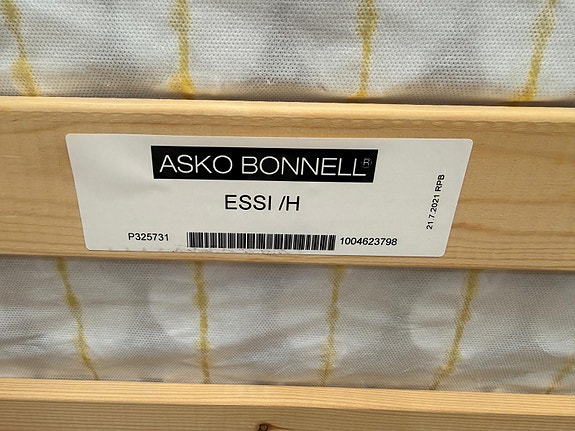 ASKO BONNELL®
ESSI /H
P325731 1004623798
21.7.2021 RPB